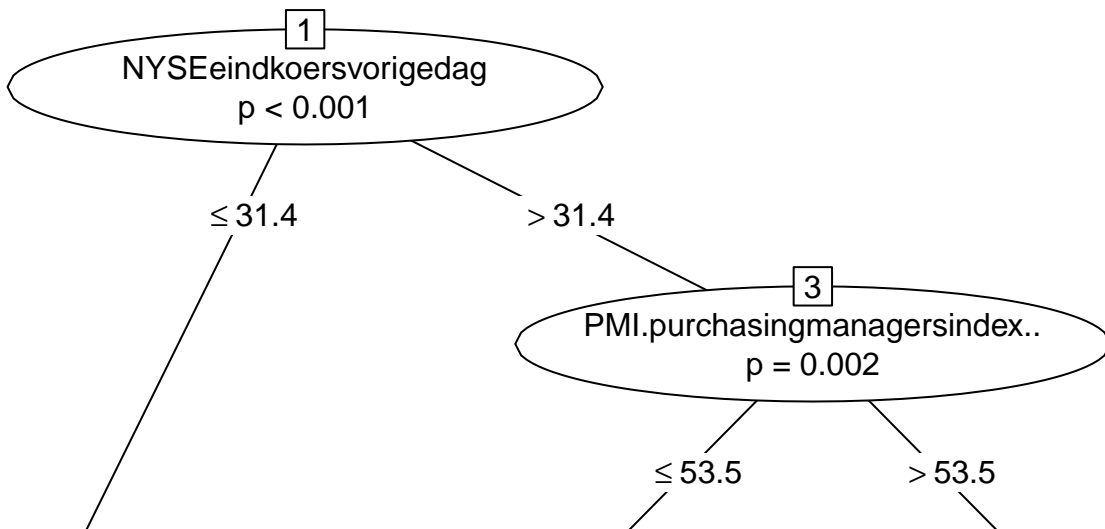 1
NYSEeindkoersvorigedag
p < 0.001
≤ 31.4
> 31.4
3
PMI.purchasingmanagersindex..
p = 0.002
≤ 53.5
> 53.5